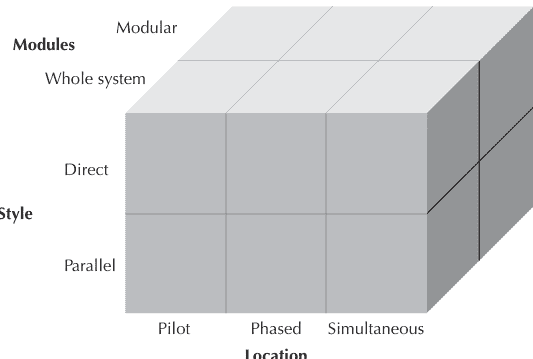 Modular
Modules
Whole system
Direct
Style
Parallel
Pilot Phased Simultaneous
Location